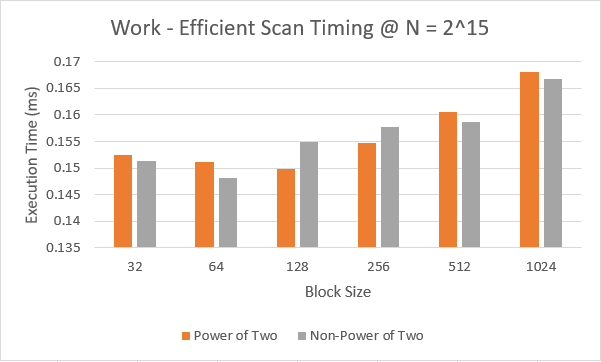 Work - Efficient Scan Timing @ N = 2^15
0.17
0.165
0.16
0.155
0.15
0.145
0.14
0.135
Execution Time (ms)
32 64 128 256 512 1024
Block Size
Power of Two Non-Power of Two